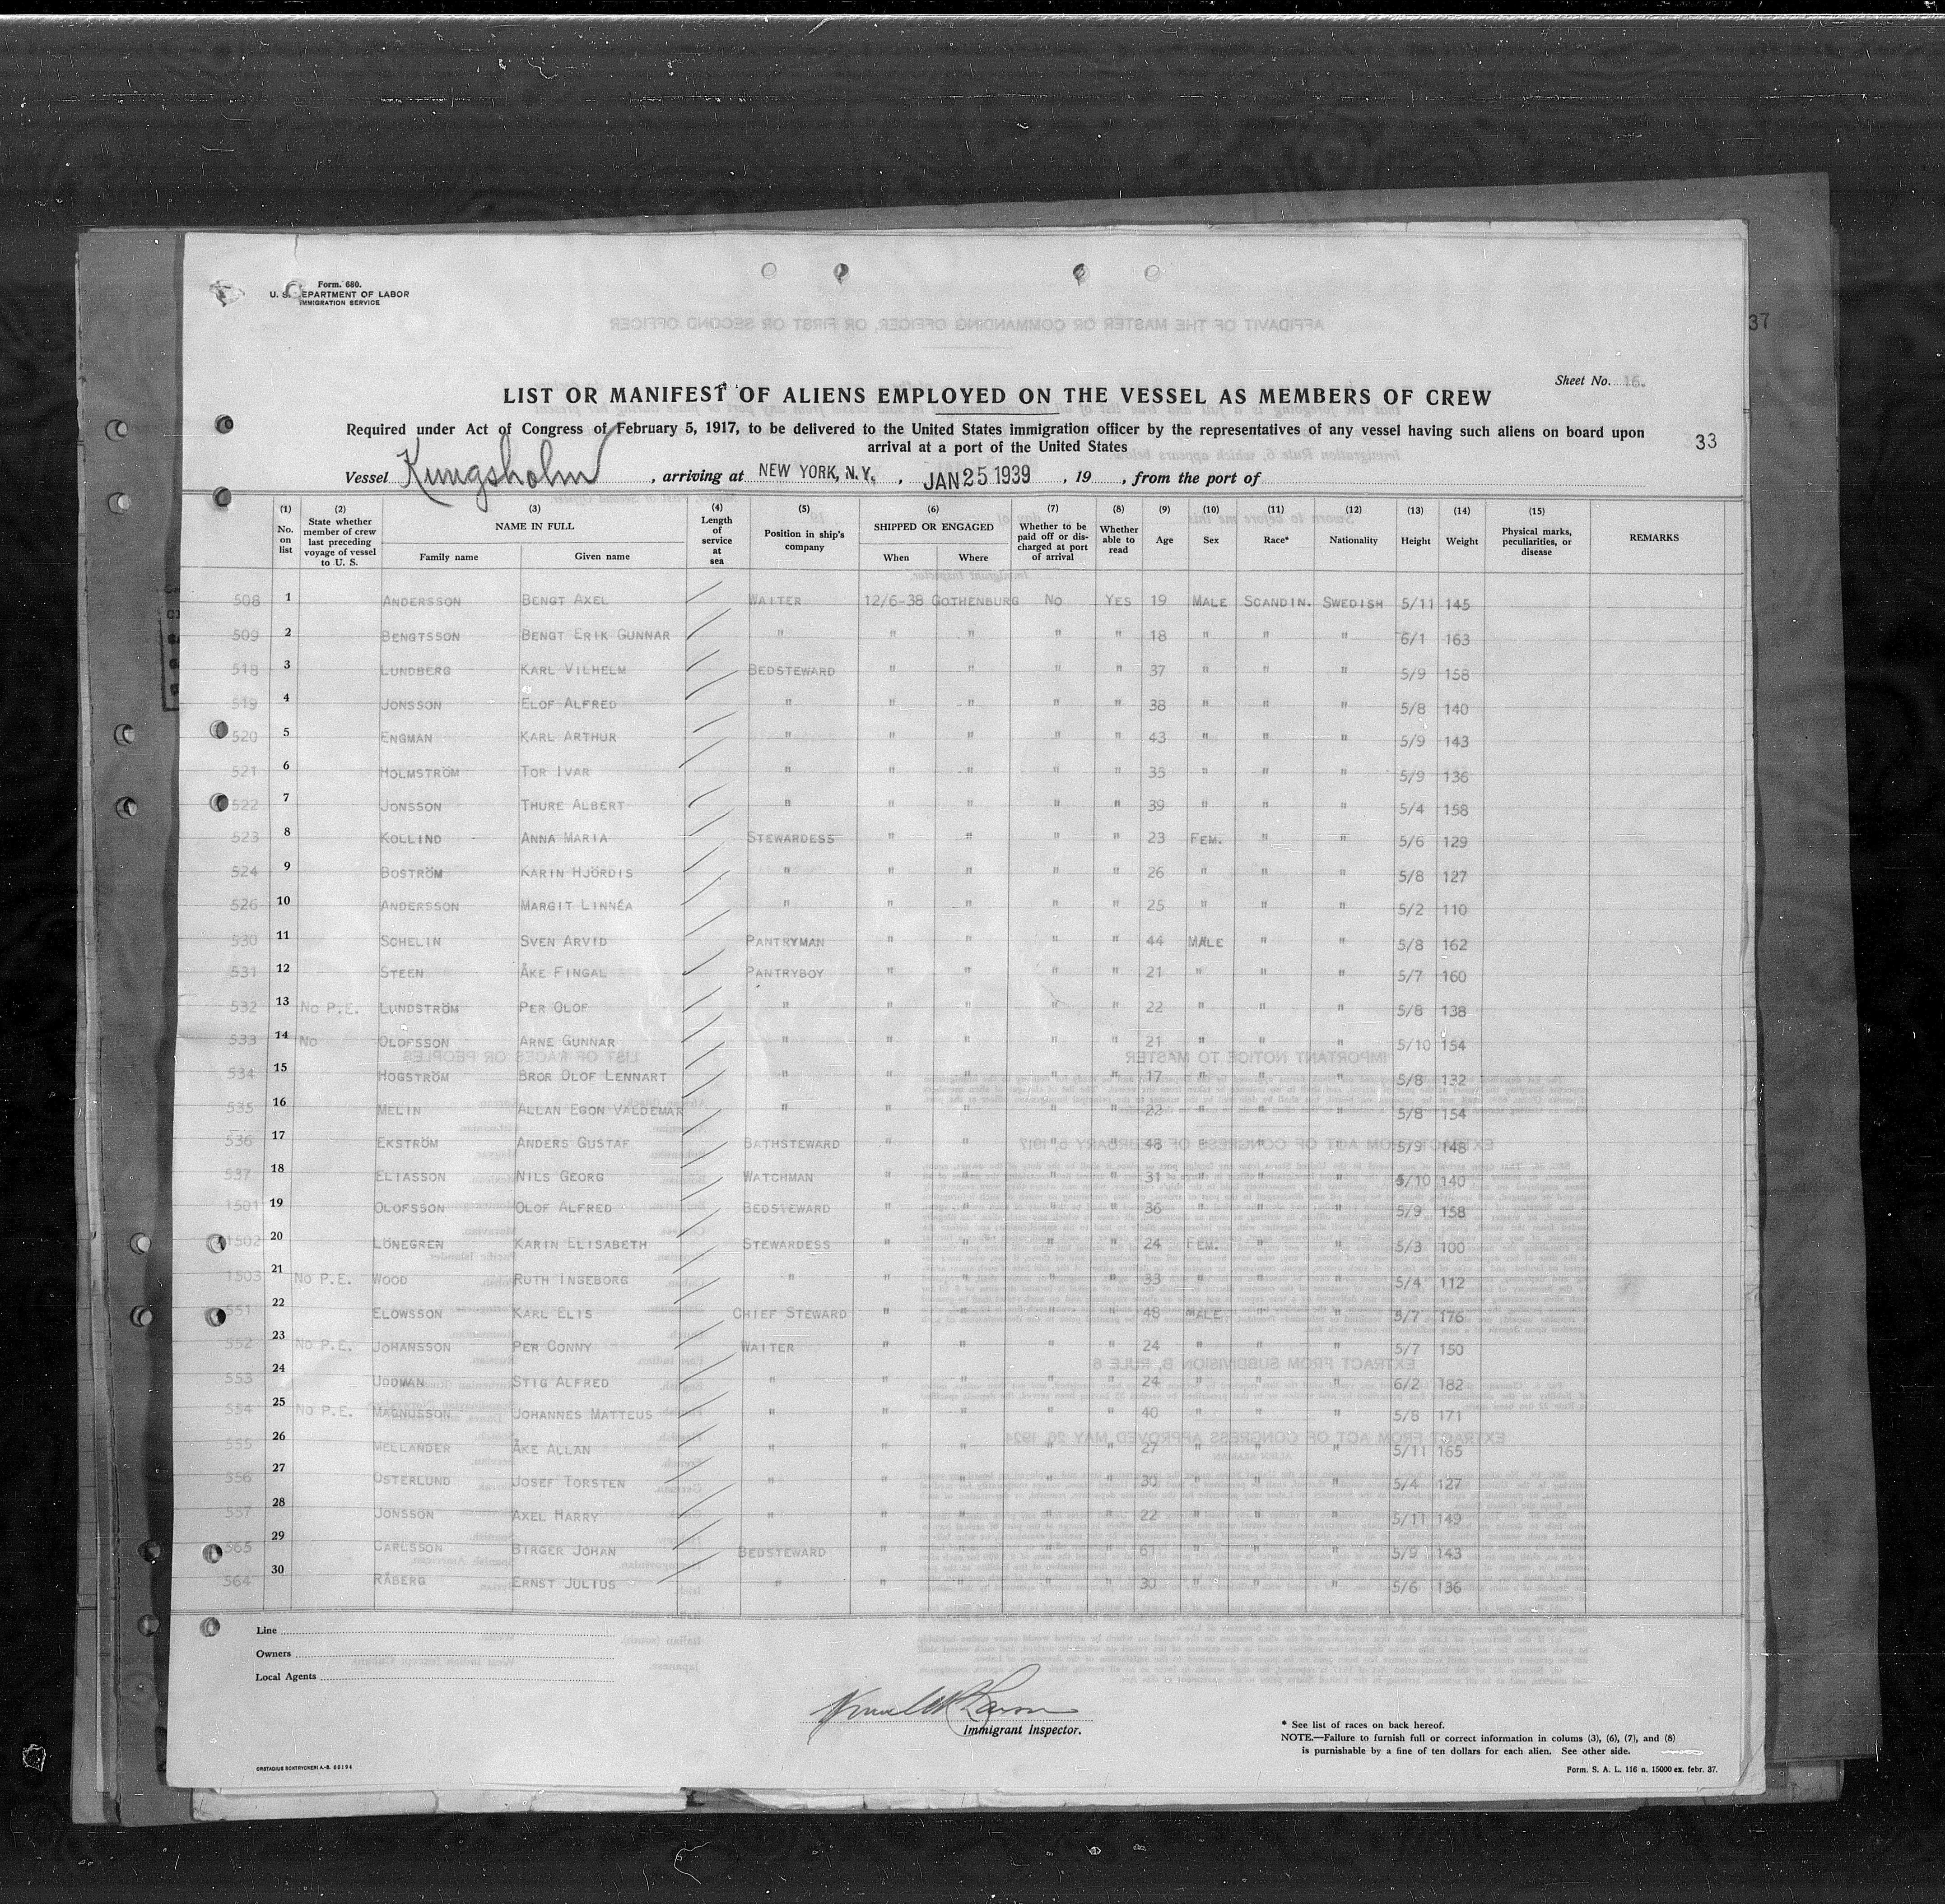 Form. 680.
U. S. DEPARTMENT OF LABOR
IMMIGRATION SERVICE
37
Sheet No. 16.
LIST OR MANIFEST OF ALIENS EMPLOYED ON THE VESSEL AS MEMBERS OF CREW
Required under Act of Congress of February 5, 1917, to be delivered to the United States immigration officer by the representatives of any vessel having such aliens on board upon
arrival at a port of the United States
33
Vessel Kungsholm, arriving at NEW YORK, N.Y., JAN 25 1939, 19 , from the port of
(1) No. on list (2) State whether member of crew last preceding voyage of vessel to U. S. (3) NAME IN FULL Family name Given name (4) Length of service at sea (5) Position in ship's company (6) SHIPPED OR ENGAGED When Where (7) Whether to be paid off or discharged at port of arrival (8) Whether able to read (9) Age (10) Sex (11) Race* (12) Nationality (13) Height (14) Weight (15) Physical marks, peculiarities, or disease REMARKS
508 1 ANDERSSON BENGT AXEL WAITER 12/6-38 GOTHENBURG NO YES 19 MALE SCANDIN. SWEDISH 5/11 145
509 2 BENGTSSON BENGT ERIK GUNNAR " " " " " 18 " " " 6/1 163
518 3 LUNDBERG KARL VILHELM BEDSTEWARD " " " " 37 " " " 5/9 158
519 4 JONSSON ELOF ALFRED " " " " " 38 " " " 5/8 140
520 5 ENGMAN KARL ARTHUR " " " " " 43 " " " 5/9 143
521 6 HOLMSTRÖM TOR IVAR " " " " " 35 " " " 5/9 136
522 7 JONSSON THURE ALBERT " " " " " 39 " " " 5/4 158
523 8 KOLLIND ANNA MARIA STEWARDESS " " " " 23 FEM. " " 5/6 129
524 9 BOSTRÖM KARIN HJÖRDIS " " " " " 26 " " " 5/8 127
526 10 ANDERSSON MARGIT LINNÉA " " " " " 25 " " " 5/2 110
530 11 SCHELIN SVEN ARVID PANTRYMAN " " " " 44 MALE " " 5/8 162
531 12 STEEN ÅKE FINGAL PANTRYBOY " " " " 21 " " " 5/7 160
532 13 NO P.E. LUNDSTRÖM PER OLOF " " " " " 22 " " " 5/8 138
533 14 NO OLOFSSON ARNE GUNNAR " " " " " 21 " " " 5/10 154
534 15 HOGSTRÖM BROR OLOF LENNART " " " " " 17 " " " 5/8 132
535 16 MELIN ALLAN EGON VALDEMAR " " " " " 22 " " " 5/8 154
536 17 EKSTRÖM ANDERS GUSTAF BATHSTEWARD " " " " 48 " " " 5/9 148
537 18 ELIASSON NILS GEORG WATCHMAN " " " " 31 " " " 5/10 140
1501 19 OLOFSSON OLOF ALFRED BEDSTEWARD " " " " 36 " " " 5/9 158
1502 20 LÖNEGREN KARIN ELISABETH STEWARDESS " " " " 24 FEM. " " 5/3 100
1503 21 NO P.E. WOOD RUTH INGEBORG " " " " " 33 " " " 5/4 112
551 22 ELOWSSON KARL ELIS CHIEF STEWARD " " " " 48 MALE " " 5/7 176
552 23 NO P.E. JOHANSSON PER CONNY WAITER " " " " 24 " " " 5/7 150
553 24 UDDMAN STIG ALFRED " " " " " 24 " " " 6/2 182
554 25 NO P.E. MAGNUSSON JOHANNES MATTEUS " " " " " 40 " " " 5/8 171
555 26 MELLANDER ÅKE ALLAN " " " " " 27 " " " 5/11 165
556 27 ÖSTERLUND JOSEF TORSTEN " " " " " 30 " " " 5/4 127
557 28 JONSSON AXEL HARRY " " " " " 22 " " " 5/11 149
565 29 CARLSSON BIRGER JOHAN BEDSTEWARD " " " " 61 " " " 5/9 143
564 30 RÅBERG ERNST JULIUS " " " " " 30 " " " 5/6 136
Line
Owners
Local Agents
Immigrant Inspector.
* See list of races on back hereof.
NOTE.—Failure to furnish full or correct information in colums (3), (6), (7), and (8)
is purnishable by a fine of ten dollars for each alien. See other side.
Form. S. A. L. 116 n. 15000 ex. febr. 37.